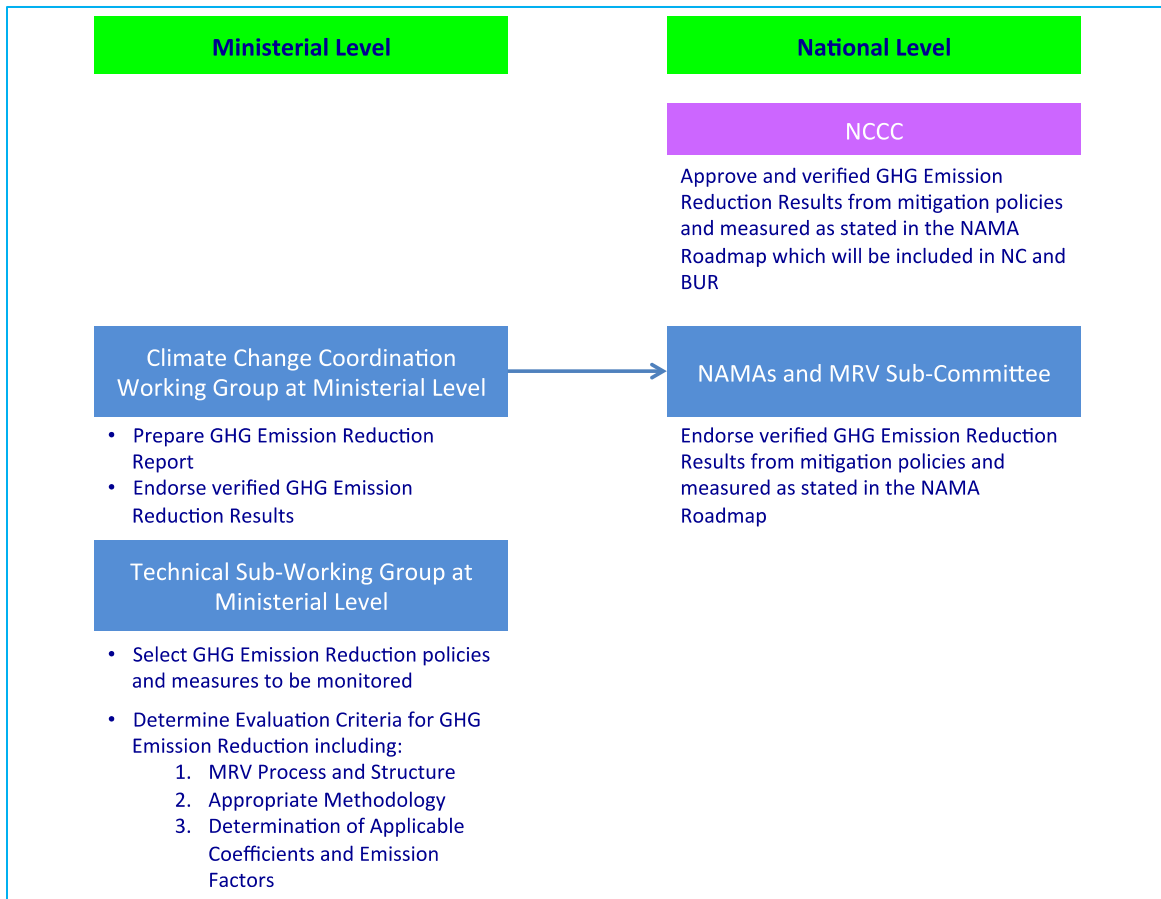 Ministerial Level
National Level
NCCC
Approve and verified GHG Emission
Reduction Results from mitigation policies
and measured as stated in the NAMA
Roadmap which will be included in NC and
BUR
Climate Change Coordination
Working Group at Ministerial Level
NAMAs and MRV Sub-Committee
• Prepare GHG Emission Reduction
Report
• Endorse verified GHG Emission
Reduction Results
Endorse verified GHG Emission Reduction
Results from mitigation policies and
measured as stated in the NAMA
Roadmap
Technical Sub-Working Group at
Ministerial Level
• Select GHG Emission Reduction policies
and measures to be monitored
• Determine Evaluation Criteria for GHG
Emission Reduction including:
1. MRV Process and Structure
2. Appropriate Methodology
3. Determination of Applicable
Coefficients and Emission
Factors